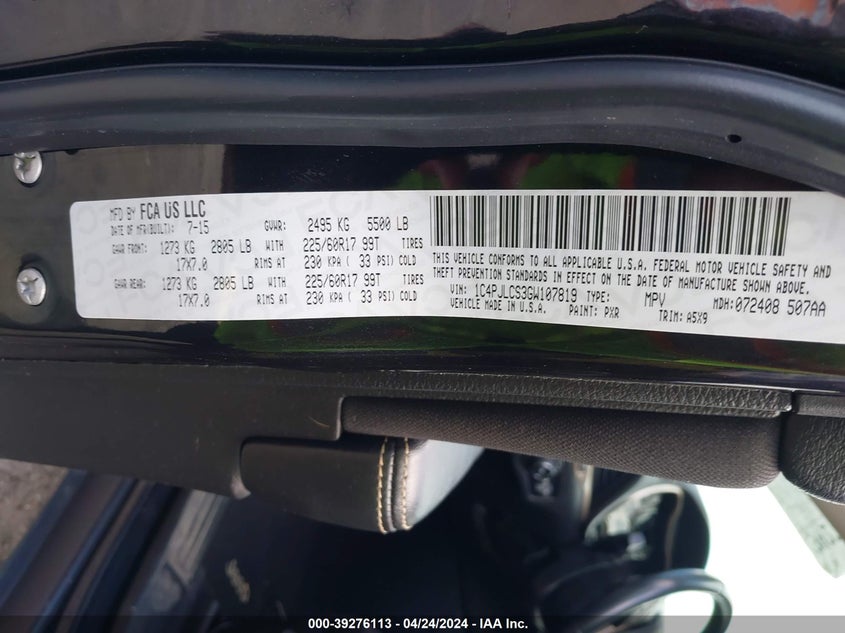 MFD BY FCA US LLC
DATE OF MFR(BUILT): 7-15 GVWR: 2495 KG 5500 LB
GAWR FRONT: 1273 KG 2805 LB WITH 225/60R17 99T TIRES
17X7.0 RIMS AT 230 KPA ( 33 PSI) COLD
GAWR REAR: 1273 KG 2805 LB WITH 225/60R17 99T TIRES
17X7.0 RIMS AT 230 KPA ( 33 PSI) COLD
THIS VEHICLE CONFORMS TO ALL APPLICABLE U.S.A. FEDERAL MOTOR VEHICLE SAFETY AND
THEFT PREVENTION STANDARDS IN EFFECT ON THE DATE OF MANUFACTURE SHOWN ABOVE.
VIN: 1C4PJLCS3GW107819 TYPE: MPV MDH:072408 507AA
VEHICLE MADE IN U.S.A. PAINT: PXR TRIM: A5X9
000-39276113 - 04/24/2024 - IAA Inc.